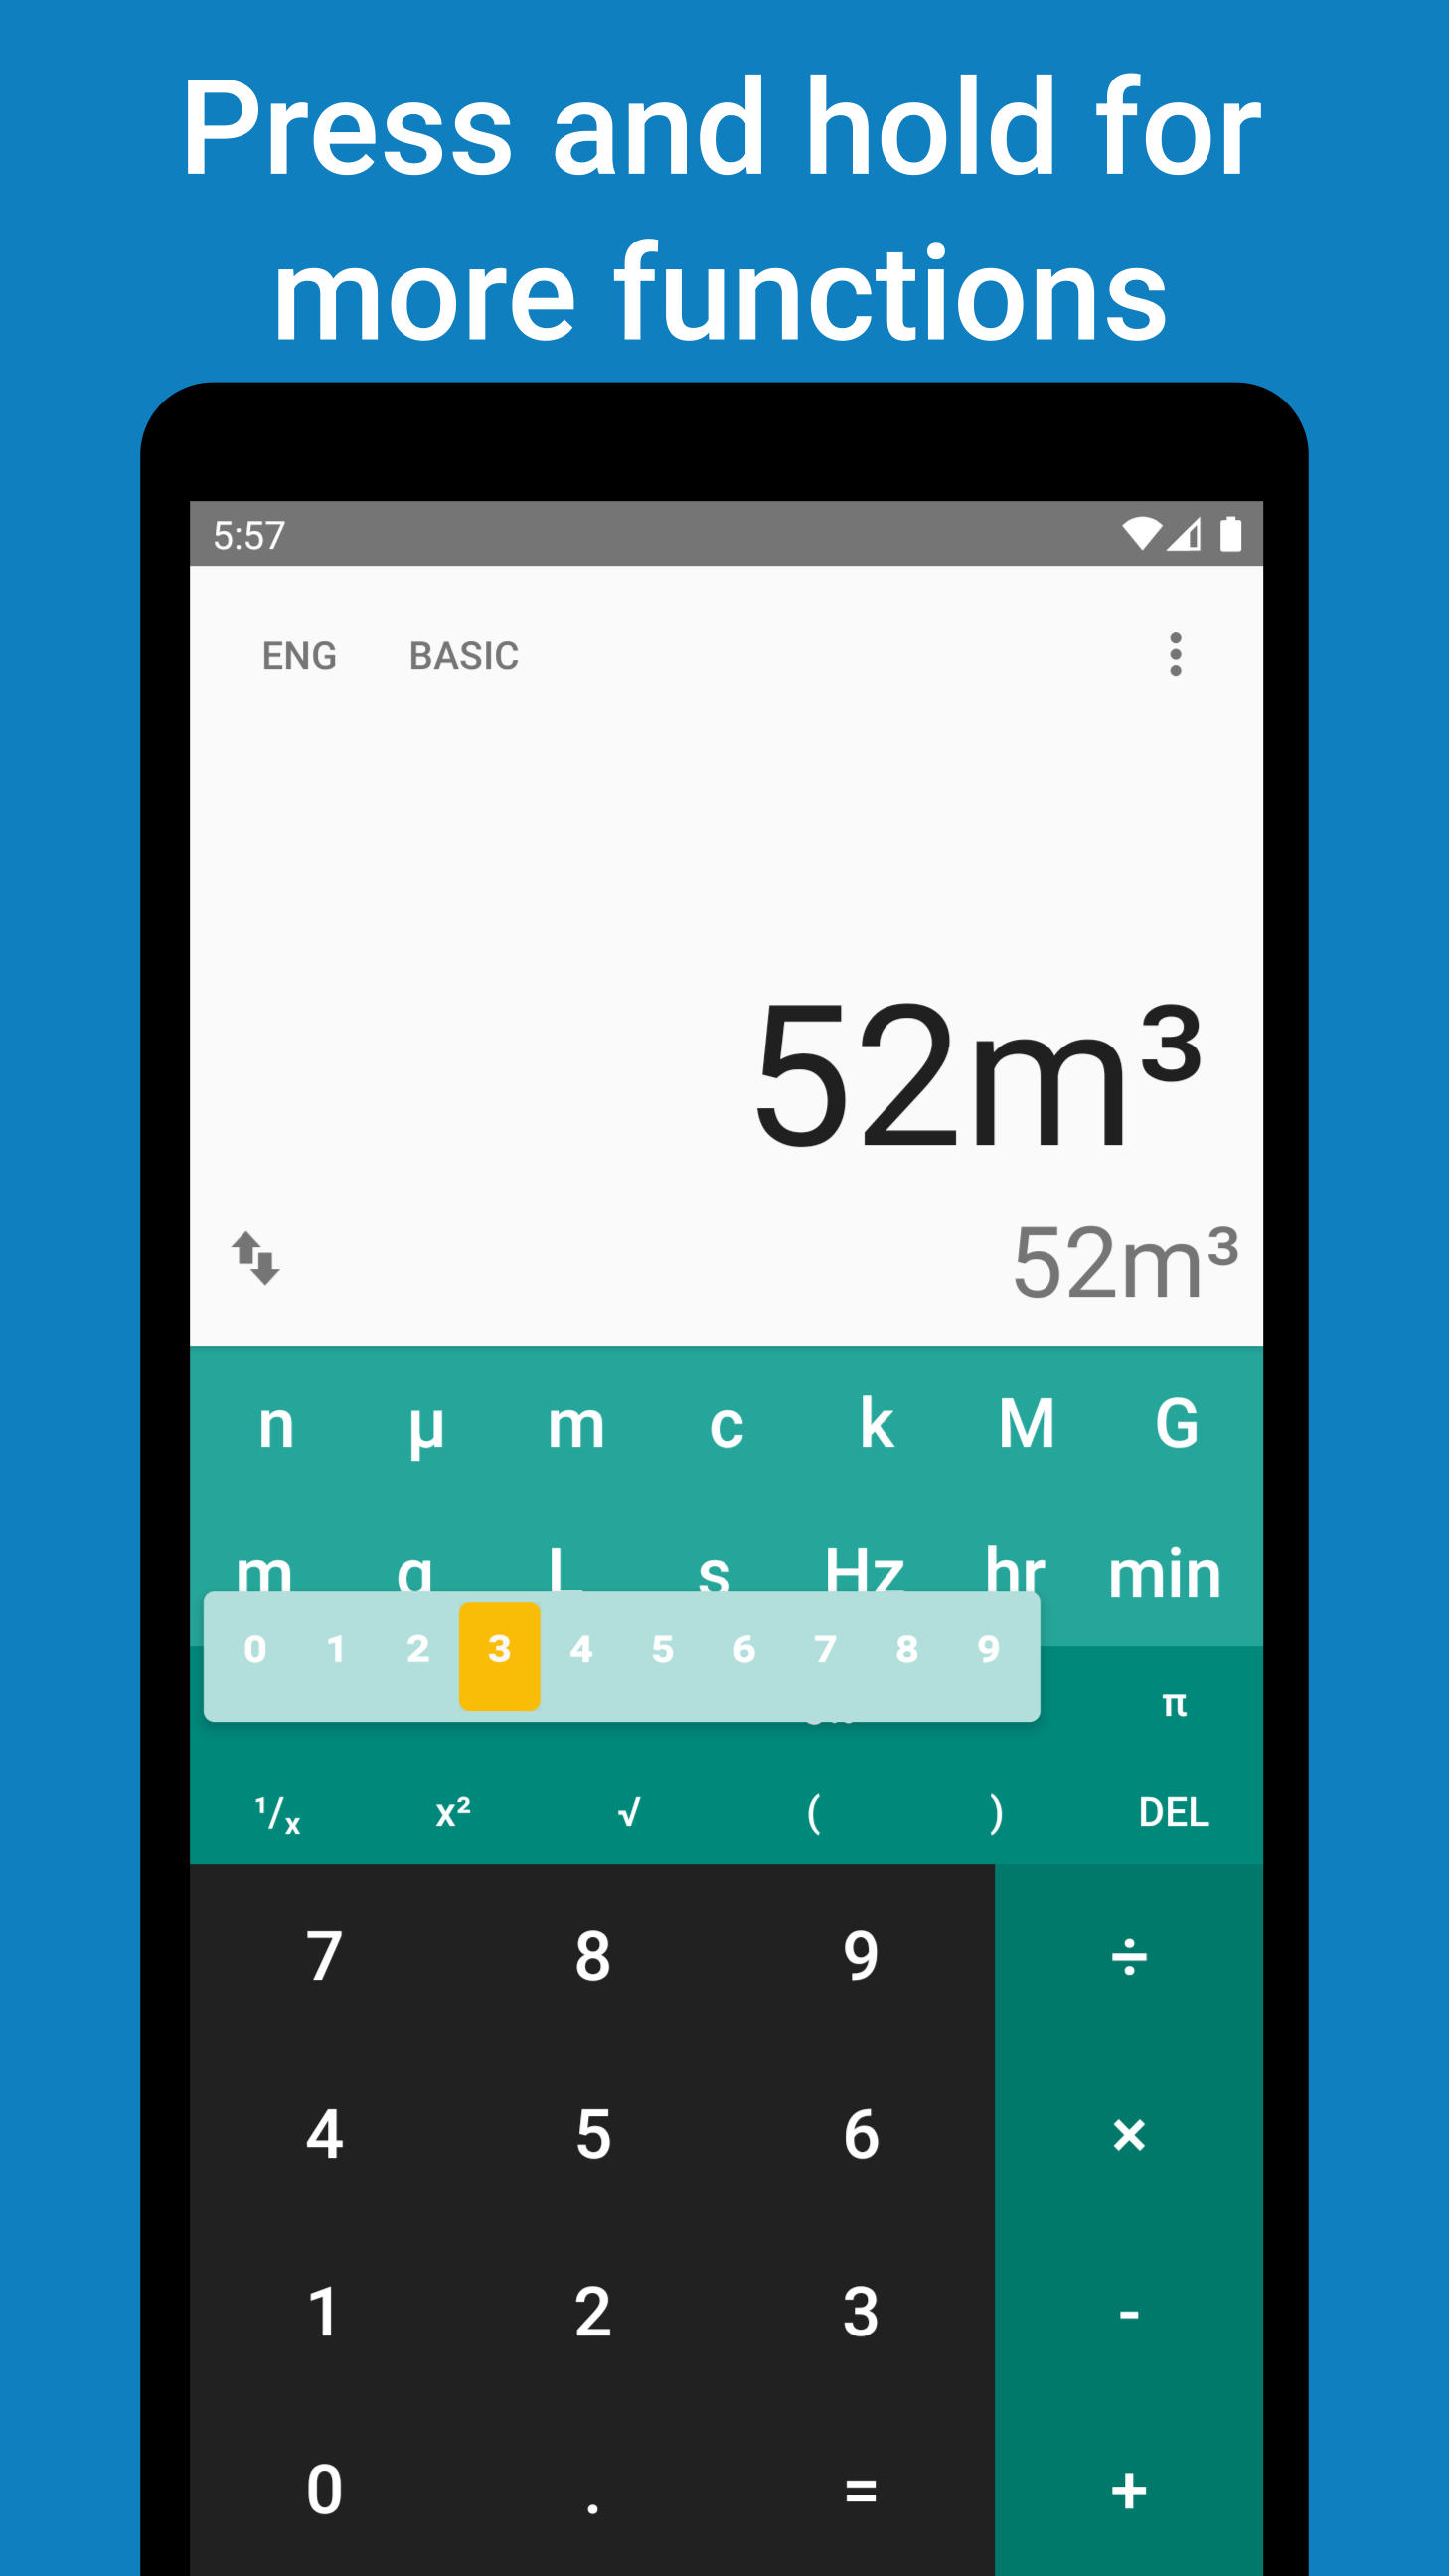 Press and hold for
more functions
5:57
ENG BASIC
52m³
52m³
n µ m c k M G
m g L s Hz hr min
0 1 2 3 4 5 6 7 8 9
π
¹/ₓ x² √ ( ) DEL
7 8 9 ÷
4 5 6 ×
1 2 3 -
0 . = +